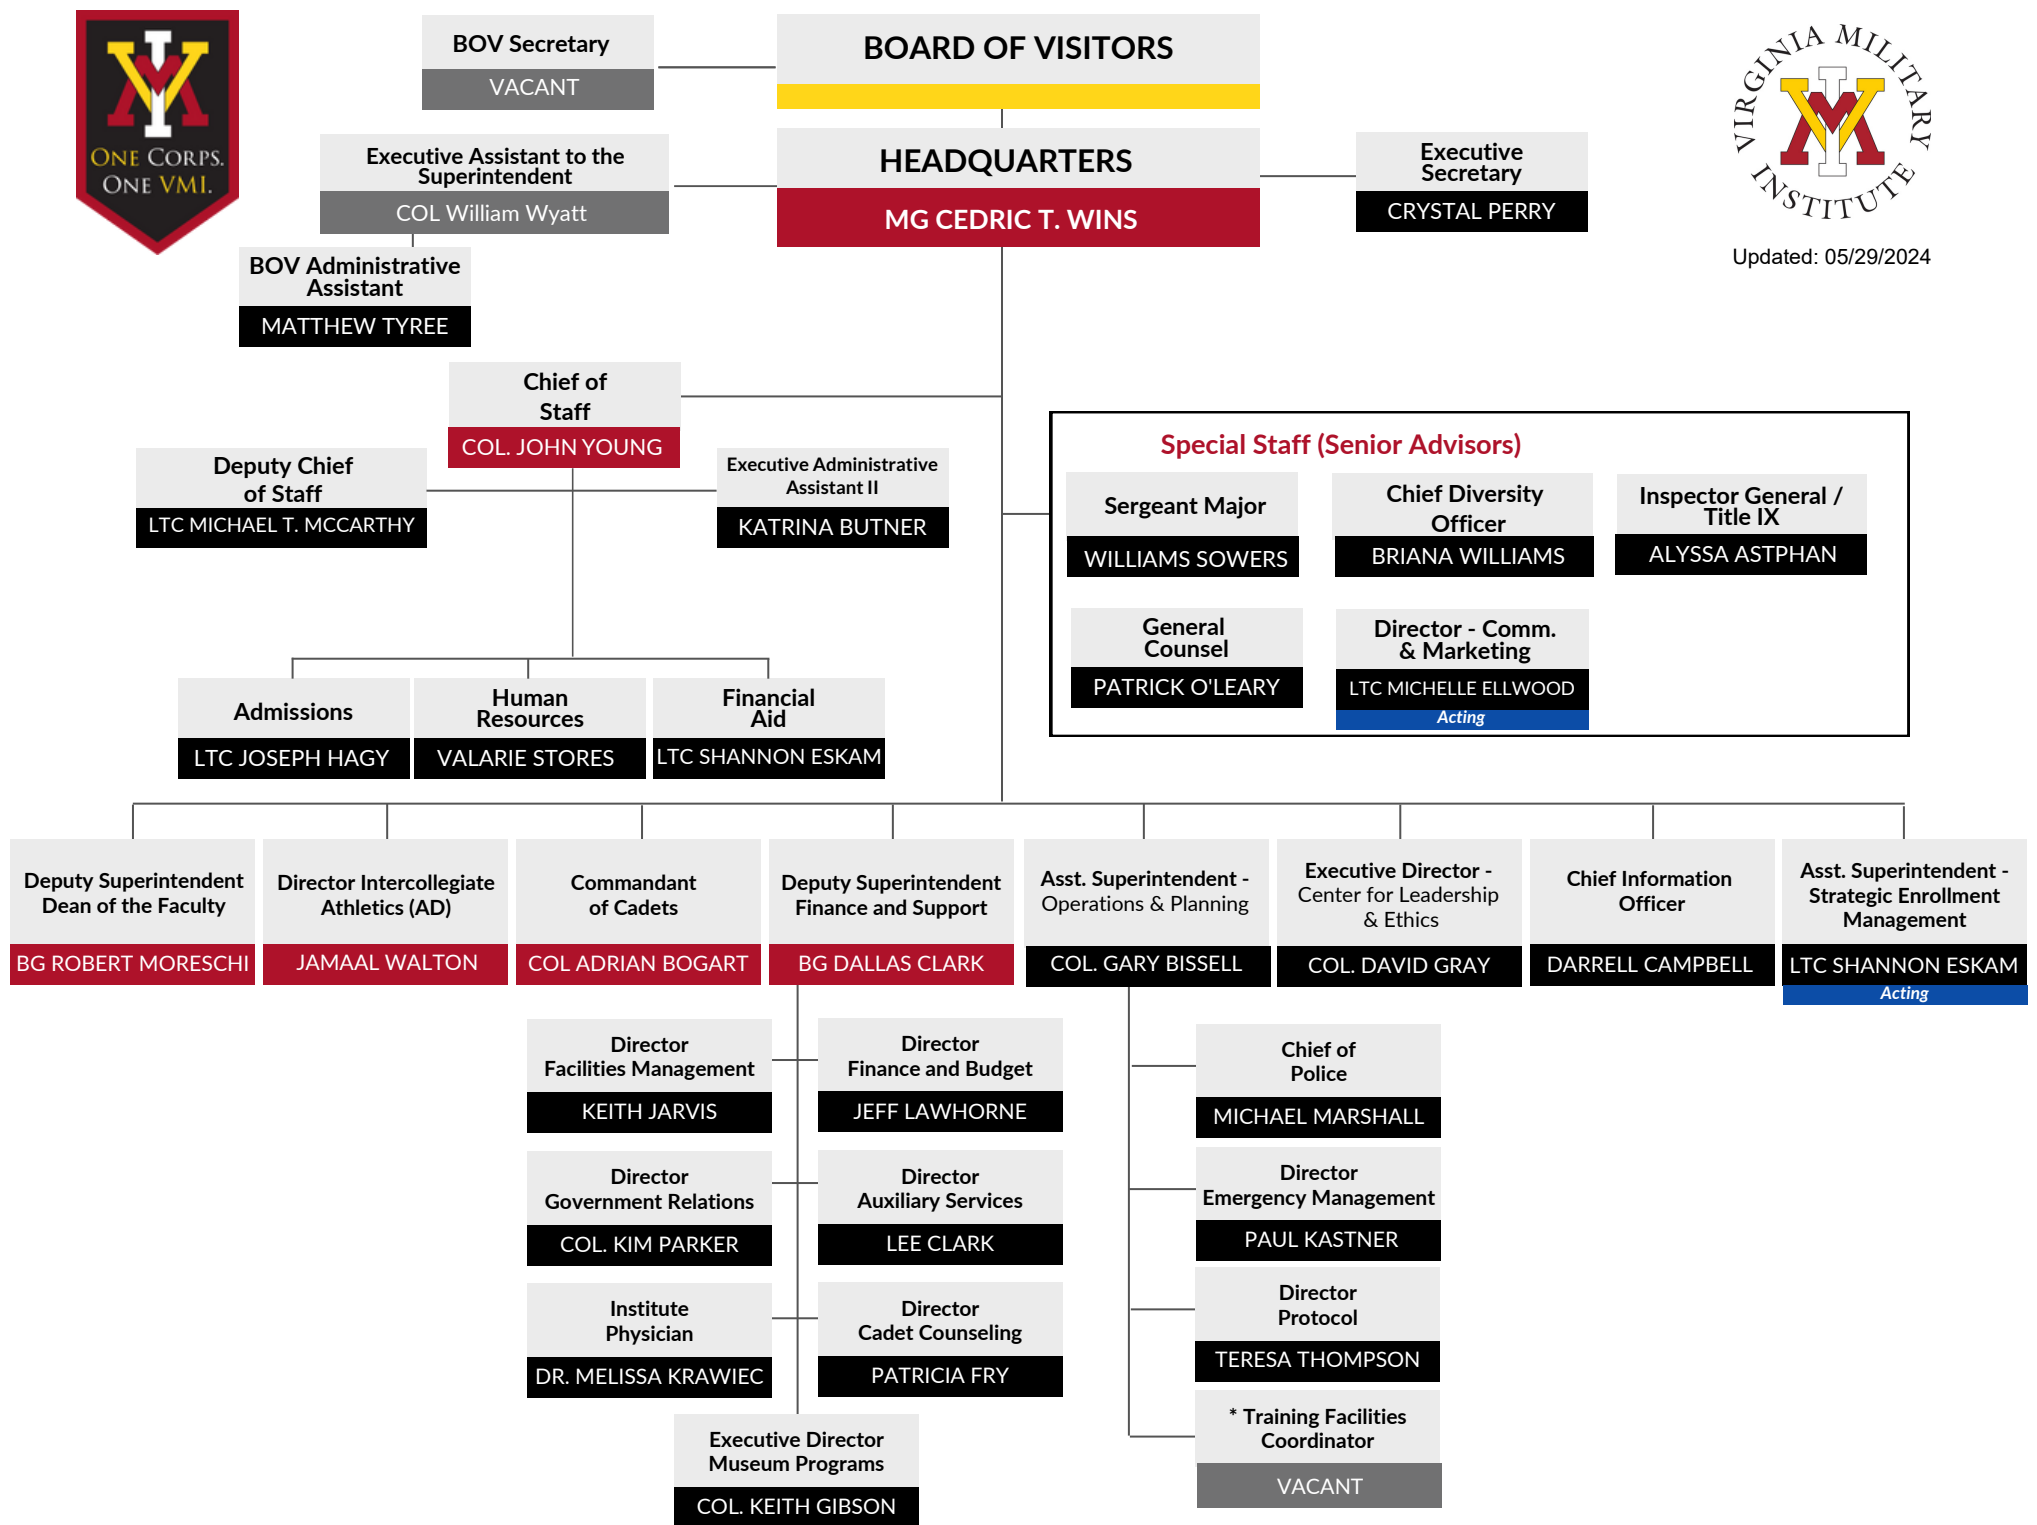 ONE CORPS.
ONE VMI.
BOV Secretary
VACANT
BOARD OF VISITORS
VIRGINIA MILITARY INSTITUTE
Updated: 05/29/2024
Executive Assistant to the
Superintendent
COL William Wyatt
HEADQUARTERS
MG CEDRIC T. WINS
Executive
Secretary
CRYSTAL PERRY
BOV Administrative
Assistant
MATTHEW TYREE
Chief of
Staff
COL. JOHN YOUNG
Deputy Chief
of Staff
LTC MICHAEL T. MCCARTHY
Executive Administrative
Assistant II
KATRINA BUTNER
Special Staff (Senior Advisors)
Sergeant Major
WILLIAMS SOWERS
Chief Diversity
Officer
BRIANA WILLIAMS
Inspector General /
Title IX
ALYSSA ASTPHAN
General
Counsel
PATRICK O'LEARY
Director - Comm.
& Marketing
LTC MICHELLE ELLWOOD
Acting
Admissions
LTC JOSEPH HAGY
Human
Resources
VALARIE STORES
Financial
Aid
LTC SHANNON ESKAM
Deputy Superintendent
Dean of the Faculty
BG ROBERT MORESCHI
Director Intercollegiate
Athletics (AD)
JAMAAL WALTON
Commandant
of Cadets
COL ADRIAN BOGART
Deputy Superintendent
Finance and Support
BG DALLAS CLARK
Asst. Superintendent -
Operations & Planning
COL. GARY BISSELL
Executive Director -
Center for Leadership
& Ethics
COL. DAVID GRAY
Chief Information
Officer
DARRELL CAMPBELL
Asst. Superintendent -
Strategic Enrollment
Management
LTC SHANNON ESKAM
Acting
Director
Facilities Management
KEITH JARVIS
Director
Finance and Budget
JEFF LAWHORNE
Director
Government Relations
COL. KIM PARKER
Director
Auxiliary Services
LEE CLARK
Institute
Physician
DR. MELISSA KRAWIEC
Director
Cadet Counseling
PATRICIA FRY
Executive Director
Museum Programs
COL. KEITH GIBSON
Chief of
Police
MICHAEL MARSHALL
Director
Emergency Management
PAUL KASTNER
Director
Protocol
TERESA THOMPSON
* Training Facilities
Coordinator
VACANT